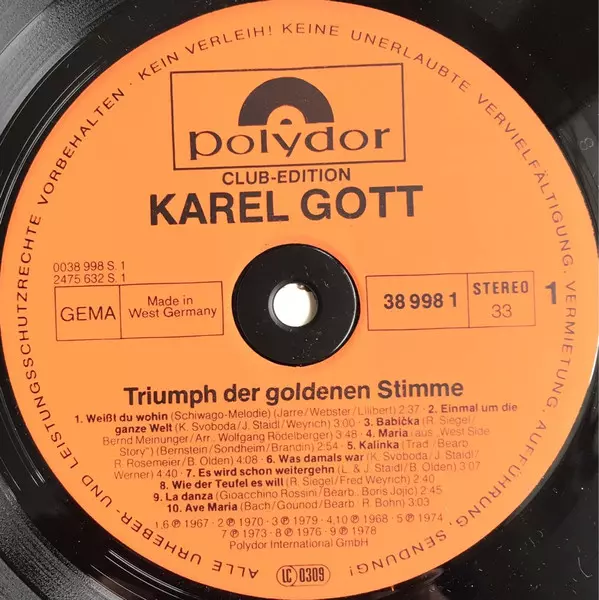 ALLE URHEBER- UND LEISTUNGSSCHUTZRECHTE VORBEHALTEN · KEIN VERLEIH! KEINE UNERLAUBTE VERVIELFÄLTIGUNG, VERMIETUNG, AUFFÜHRUNG, SENDUNG!
polydor
CLUB-EDITION
KAREL GOTT
0038 998 S. 1
2475 632 S. 1
GEMA
Made in
West Germany
38 998 1
STEREO
33
1
Triumph der goldenen Stimme
1. Weißt du wohin (Schiwago-Melodie) (Jarre/Webster/Lilibert) 2:37 · 2. Einmal um die
ganze Welt (K. Svoboda/J. Staidl/Weyrich) 3:00 · 3. Babička (R. Siegel/
Bernd Meinunger/Arr. Wolfgang Rödelberger) 3:48 · 4. Maria (aus „West Side
Story") (Bernstein/Sondheim/Brandin) 2:54 · 5. Kalinka (Trad./Bearb.
R. Rosemeier/B. Olden) 4:08 · 6. Was damals war (K. Svoboda/J. Staidl/
Werner) 4:40 · 7. Es wird schon weitergehn (L. & J. Staidl/B. Olden) 3:07
8. Wie der Teufel es will (R. Siegel/Fred Weyrich) 2:40
9. La danza (Gioacchino Rossini/Bearb. Boris Jojić) 2:45
10. Ave Maria (Bach/Gounod/Bearb. R. Bohn) 3:03
1,6 ℗ 1967 · 2 ℗ 1970 · 3 ℗ 1979 · 4,10 ℗ 1968 · 5 ℗ 1974
7 ℗ 1973 · 8 ℗ 1976 · 9 ℗ 1978
Polydor International GmbH
LC 0309